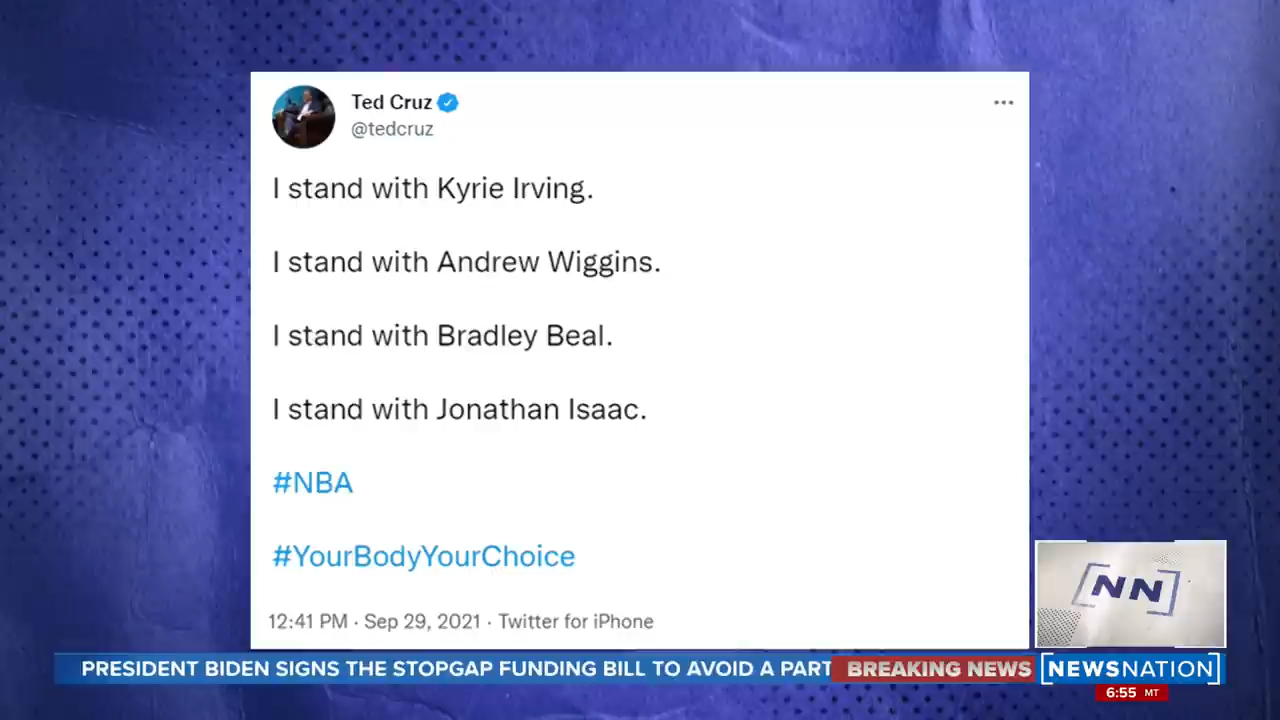 Ted Cruz
@tedcruz
I stand with Kyrie Irving.
I stand with Andrew Wiggins.
I stand with Bradley Beal.
I stand with Jonathan Isaac.
#NBA
#YourBodyYourChoice
12:41 PM · Sep 29, 2021 · Twitter for iPhone
[NN]
PRESIDENT BIDEN SIGNS THE STOPGAP FUNDING BILL TO AVOID A PART BREAKING NEWS [NEWSNATION]
6:55 MT